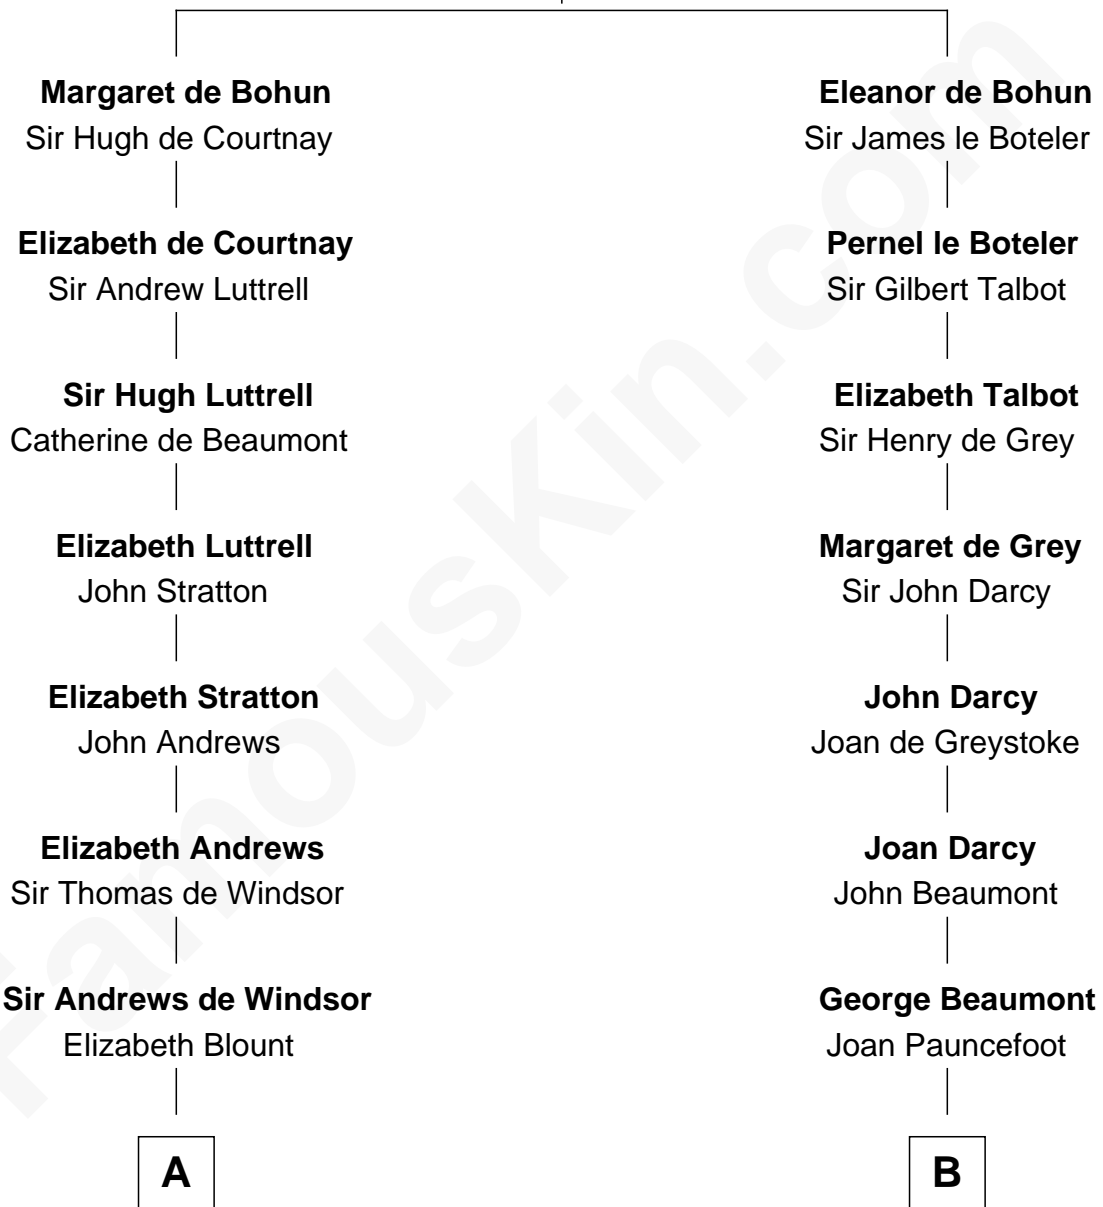 Margaret de Bohun
Sir Hugh de Courtnay
Elizabeth de Courtnay
Sir Andrew Luttrell
Sir Hugh Luttrell
Catherine de Beaumont
Elizabeth Luttrell
John Stratton
Elizabeth Stratton
John Andrews
Elizabeth Andrews
Sir Thomas de Windsor
Sir Andrews de Windsor
Elizabeth Blount
A
Eleanor de Bohun
Sir James le Boteler
Pernel le Boteler
Sir Gilbert Talbot
Elizabeth Talbot
Sir Henry de Grey
Margaret de Grey
Sir John Darcy
John Darcy
Joan de Greystoke
Joan Darcy
John Beaumont
George Beaumont
Joan Pauncefoot
B
FamousKin.com